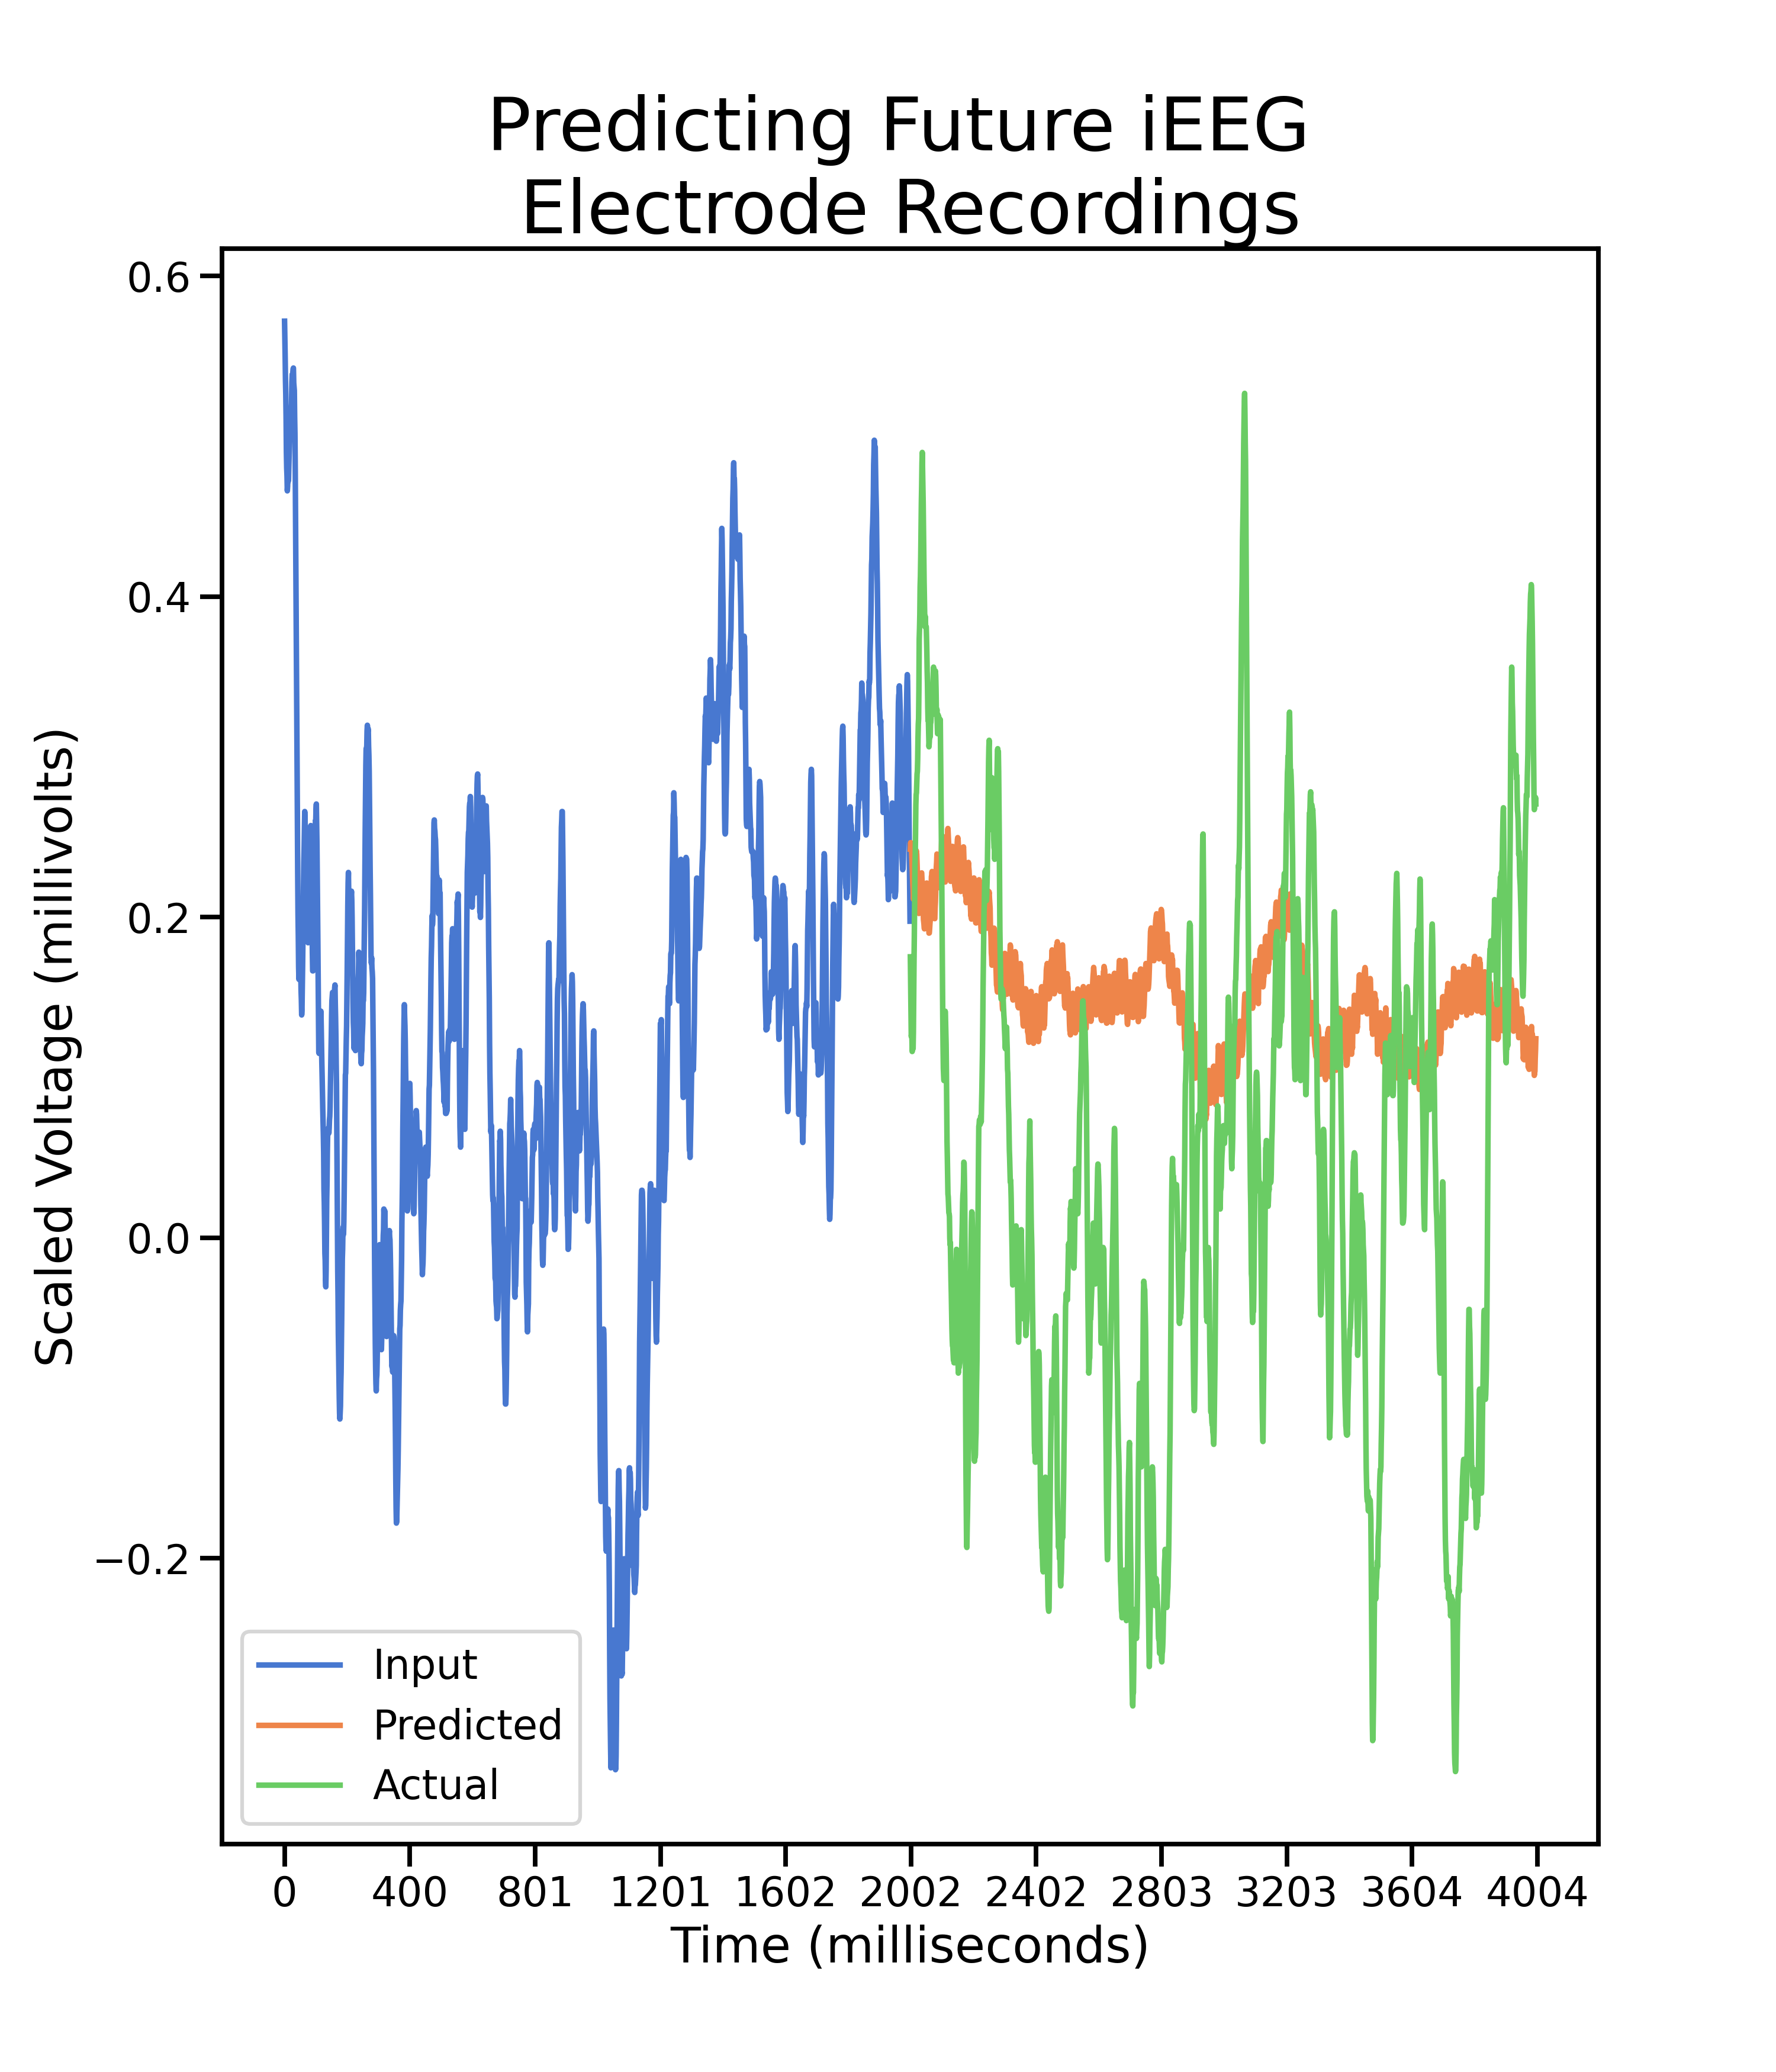 Predicting Future iEEG
Electrode Recordings
0.6
0.4
0.2
0.0
−0.2
Scaled Voltage (millivolts)
Input
Predicted
Actual
0 400 801 1201 1602 2002 2402 2803 3203 3604 4004
Time (milliseconds)